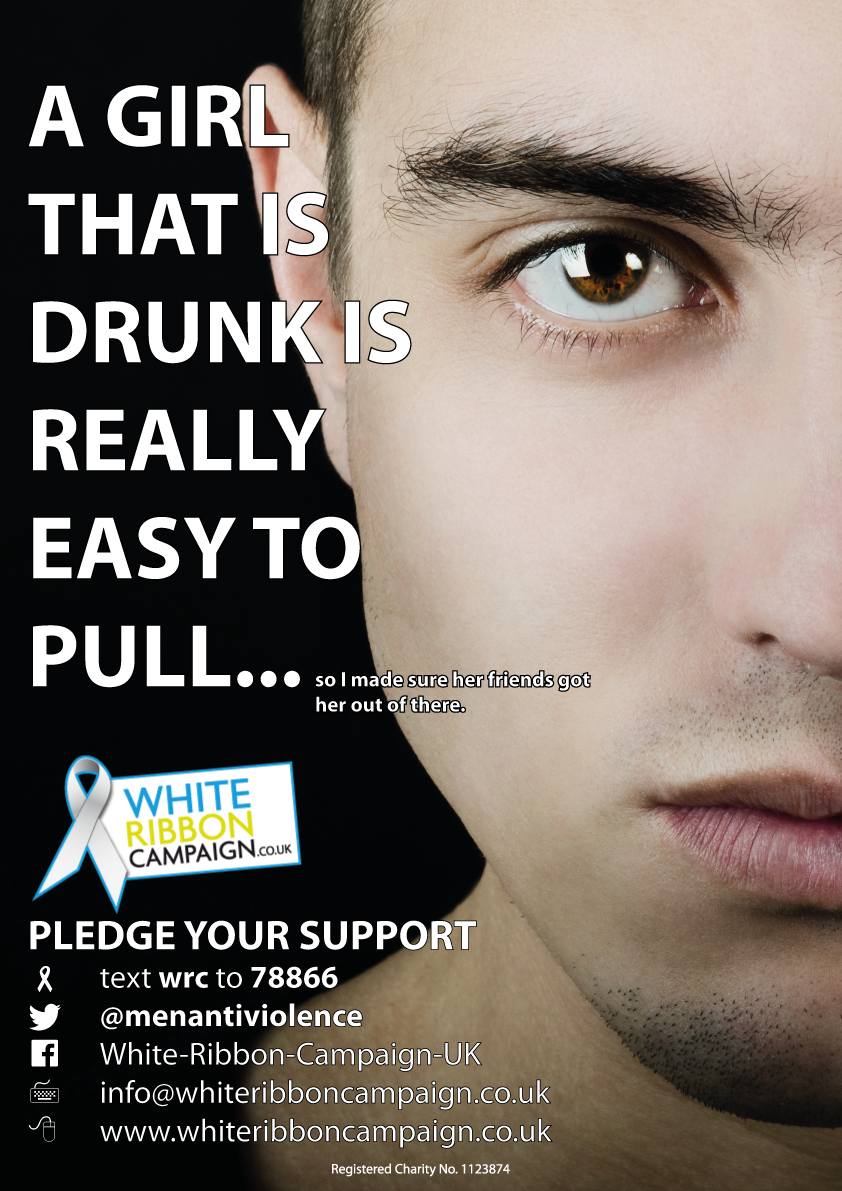 A GIRL
THAT IS
DRUNK IS
REALLY
EASY TO
PULL...
so I made sure her friends got
her out of there.
WHITE
RIBBON
CAMPAIGN.CO.UK
PLEDGE YOUR SUPPORT
text wrc to 78866
@menantiviolence
White-Ribbon-Campaign-UK
info@whiteribboncampaign.co.uk
www.whiteribboncampaign.co.uk
Registered Charity No. 1123874